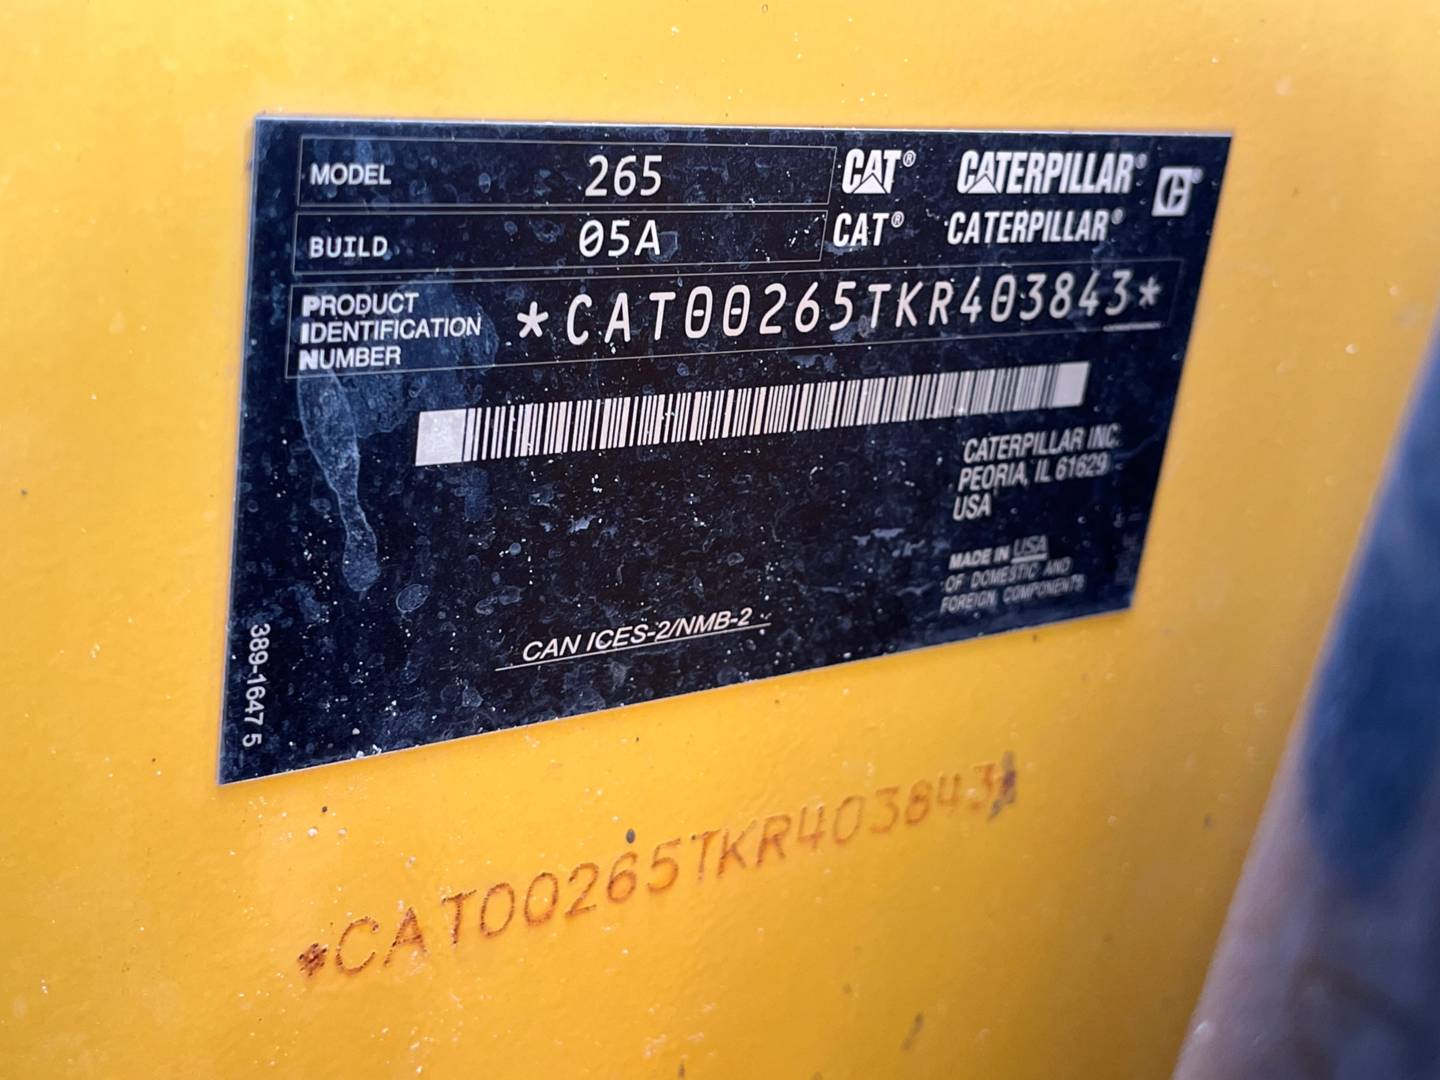 MODEL 265 CAT® CATERPILLAR® C®
BUILD 05A CAT® CATERPILLAR®
PRODUCT
IDENTIFICATION
NUMBER
*CAT00265TKR403843*
CATERPILLAR INC.
PEORIA, IL 61629
USA
MADE IN USA
OF DOMESTIC AND
FOREIGN COMPONENTS
CAN ICES-2/NMB-2
389-1647 5
*CAT00265TKR403843*